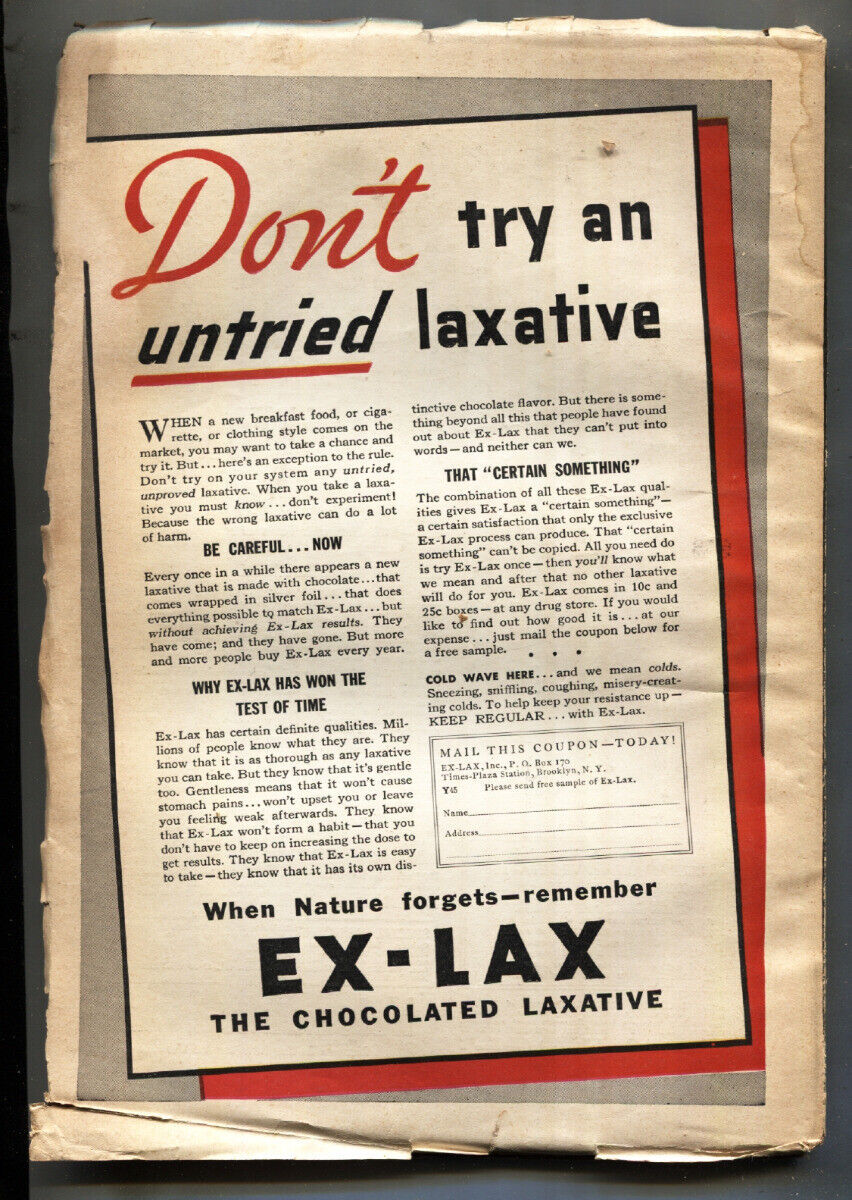 Don't try an
untried laxative
WHEN a new breakfast food, or ciga-
rette, or clothing style comes on the
market, you may want to take a chance and
try it. But...here's an exception to the rule.
Don't try on your system any untried,
unproved laxative. When you take a laxa-
tive you must know...don't experiment!
Because the wrong laxative can do a lot
of harm.
BE CAREFUL...NOW
Every once in a while there appears a new
laxative that is made with chocolate...that
comes wrapped in silver foil...that does
everything possible to match Ex-Lax...but
without achieving Ex-Lax results. They
have come; and they have gone. But more
and more people buy Ex-Lax every year.
WHY EX-LAX HAS WON THE
TEST OF TIME
Ex-Lax has certain definite qualities. Mil-
lions of people know what they are. They
know that it is as thorough as any laxative
you can take. But they know that it's gentle
too. Gentleness means that it won't cause
stomach pains...won't upset you or leave
you feeling weak afterwards. They know
that Ex-Lax won't form a habit—that you
don't have to keep on increasing the dose to
get results. They know that Ex-Lax is easy
to take—they know that it has its own dis-
tinctive chocolate flavor. But there is some-
thing beyond all this that people have found
out about Ex-Lax that they can't put into
words—and neither can we.
THAT "CERTAIN SOMETHING"
The combination of all these Ex-Lax qual-
ities gives Ex-Lax a "certain something"—
a certain satisfaction that only the exclusive
Ex-Lax process can produce. That "certain
something" can't be copied. All you need do
is try Ex-Lax once—then you'll know what
we mean and after that no other laxative
will do for you. Ex-Lax comes in 10c and
25c boxes—at any drug store. If you would
like to find out how good it is...at our
expense...just mail the coupon below for
a free sample. . . .
COLD WAVE HERE...and we mean colds.
Sneezing, sniffling, coughing, misery-creat-
ing colds. To help keep your resistance up—
KEEP REGULAR...with Ex-Lax.
MAIL THIS COUPON—TODAY!
EX-LAX, Inc., P. O. Box 170
Times-Plaza Station, Brooklyn, N. Y.
Y45 Please send free sample of Ex-Lax.
Name
Address
When Nature forgets—remember
EX-LAX
THE CHOCOLATED LAXATIVE